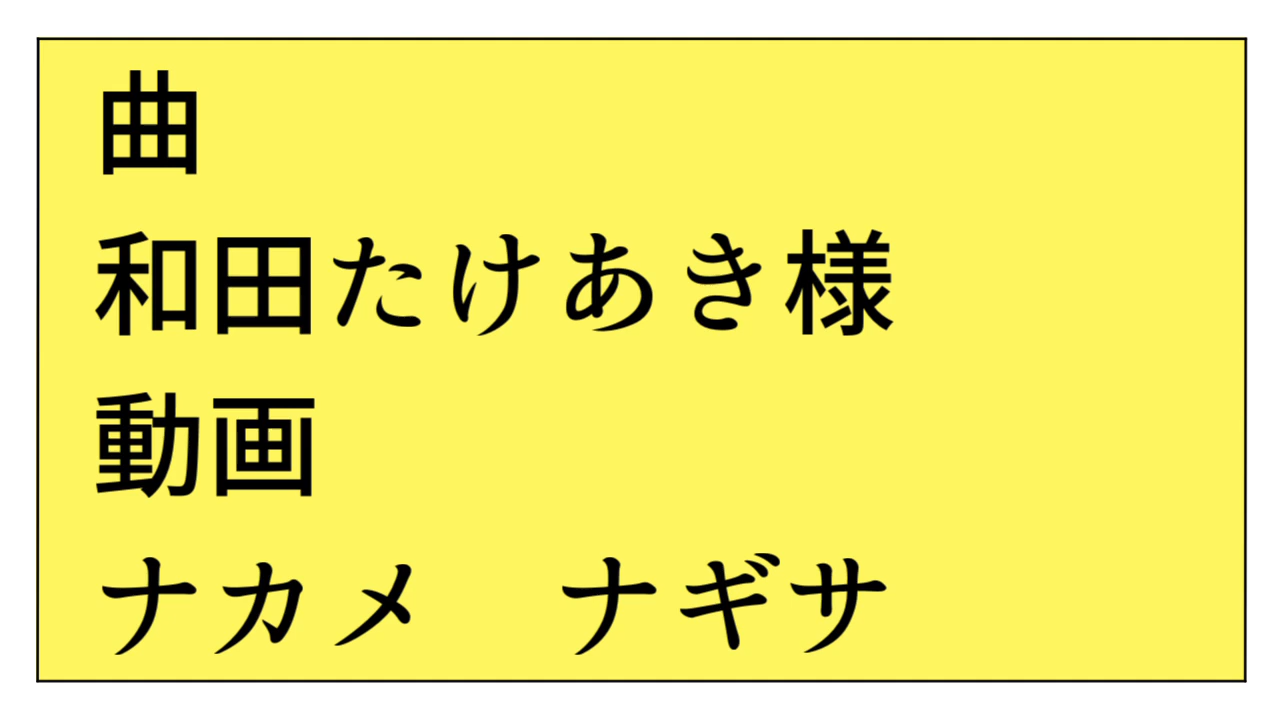 曲
和田たけあき様
動画
ナカメ　ナギサ